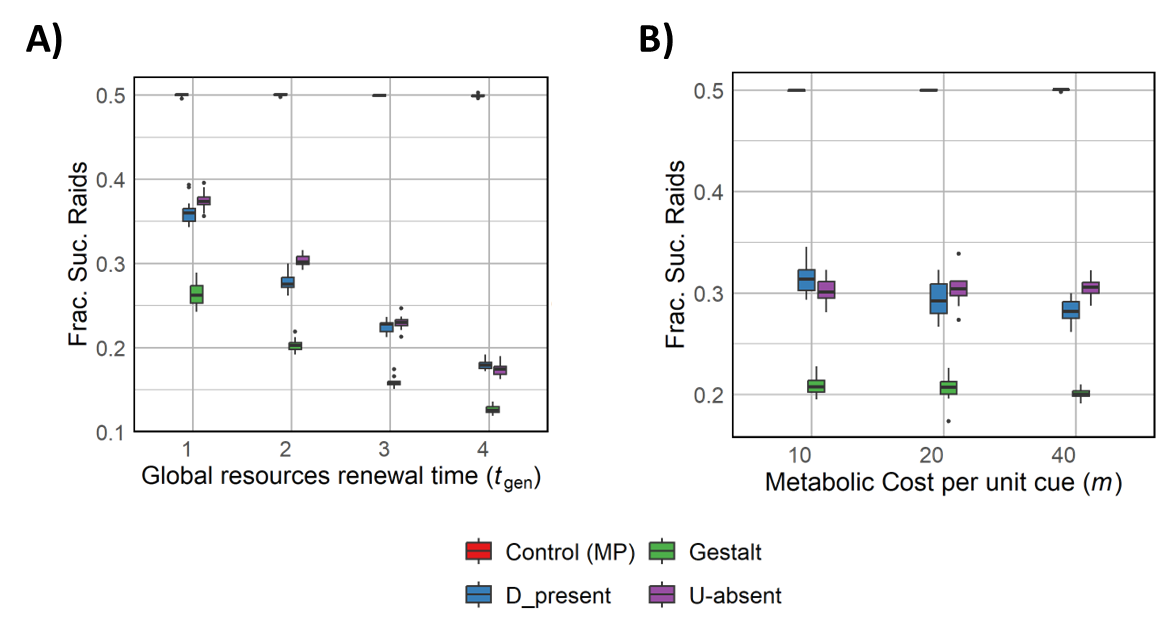 A)
B)
Frac. Suc. Raids
0.5
0.4
0.3
0.2
0.1
1 2 3 4
Global resources renewal time (tgen)
Frac. Suc. Raids
0.5
0.4
0.3
0.2
10 20 40
Metabolic Cost per unit cue (m)
Control (MP) Gestalt
D_present U-absent